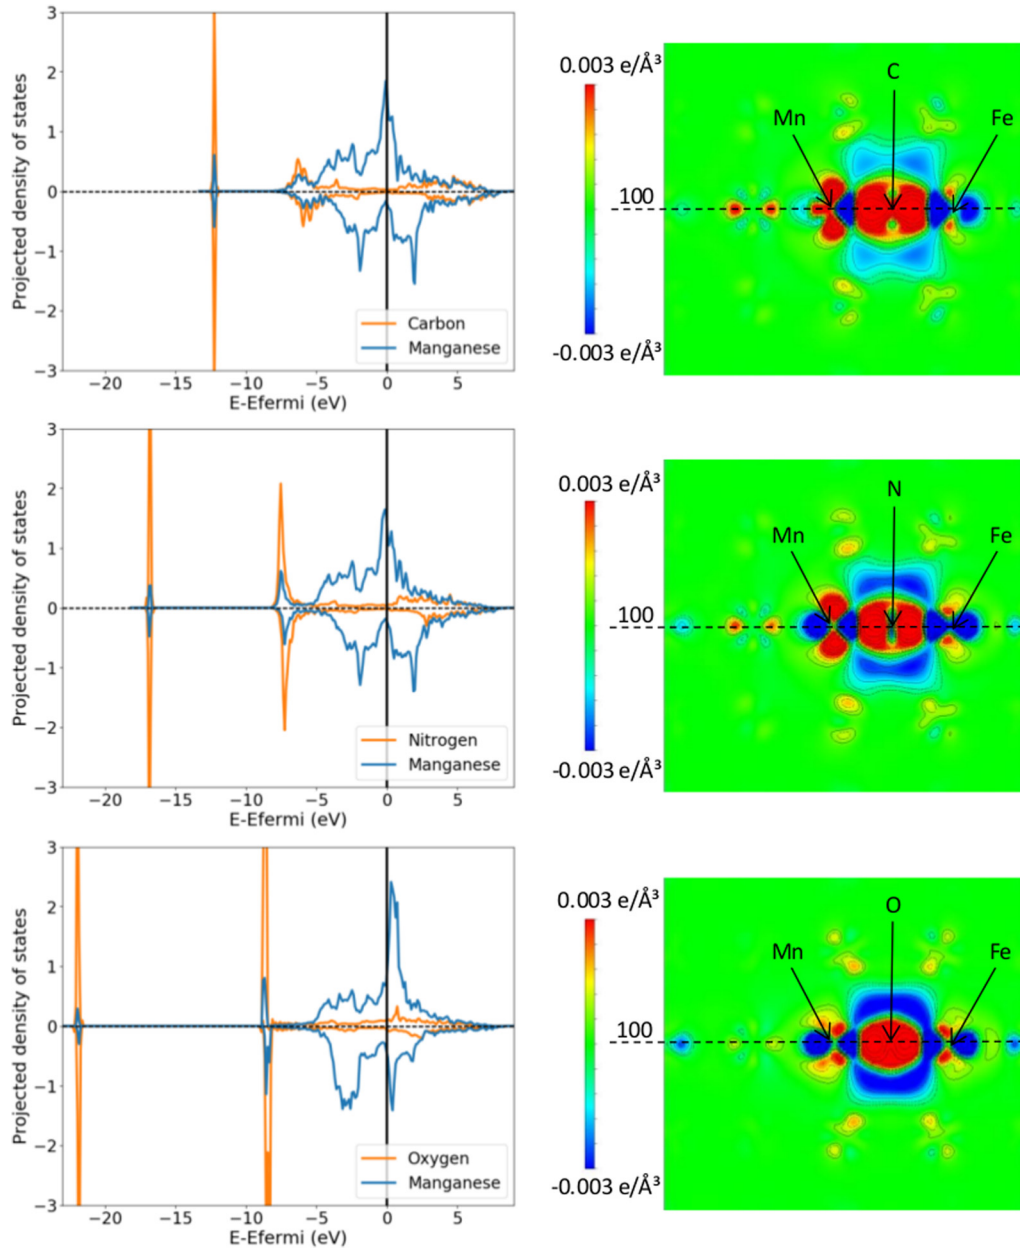 3
2
1
0
−1
−2
−3
Projected density of states
Carbon
Manganese
−20 −15 −10 −5 0 5
E-Efermi (eV)
0.003 e/Å³
-0.003 e/Å³
C
Mn
Fe
100
3
2
1
0
−1
−2
−3
Projected density of states
Nitrogen
Manganese
−20 −15 −10 −5 0 5
E-Efermi (eV)
0.003 e/Å³
-0.003 e/Å³
N
Mn
Fe
100
3
2
1
0
−1
−2
−3
Projected density of states
Oxygen
Manganese
−20 −15 −10 −5 0 5
E-Efermi (eV)
0.003 e/Å³
-0.003 e/Å³
O
Mn
Fe
100